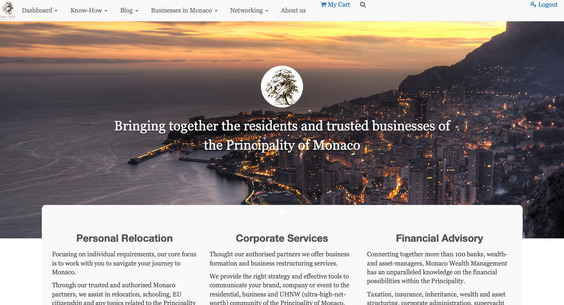 Dashboard Know-How Blog Businesses in Monaco Networking About us My Cart Logout
Bringing together the residents and trusted businesses of
the Principality of Monaco
Personal Relocation
Focusing on individual requirements, our core focus
is to work with you to navigate your journey to
Monaco.
Through our trusted and authorised Monaco
partners, we assist in relocation, schooling, EU
citizenship and any topics related to the Principality
Corporate Services
Thought our authorised partners we offer business
formation and business restructuring services.
We provide the right strategy and effective tools to
communicate your brand, company or event to the
residential, business and UHNW (ultra-high-net-
worth) community of the Principality of Monaco.
Financial Advisory
Connecting together more than 100 banks, wealth-
and asset-managers, Monaco Wealth Management
has an unparalleled knowledge on the financial
possibilities within the Principality.
Taxation, insurance, inheritance, wealth and asset
structuring, corporate administration, superyacht